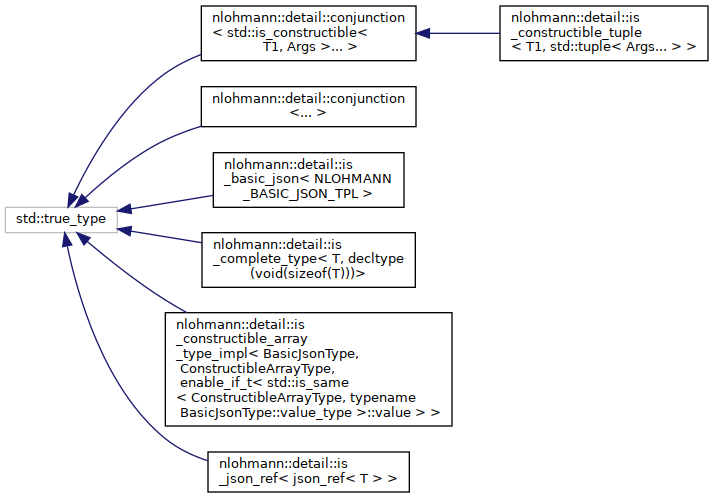 nlohmann::detail::conjunction
< std::is_constructible<
T1, Args >... >
nlohmann::detail::is
_constructible_tuple
< T1, std::tuple< Args... > >
nlohmann::detail::conjunction
<... >
nlohmann::detail::is
_basic_json< NLOHMANN
_BASIC_JSON_TPL >
std::true_type
nlohmann::detail::is
_complete_type< T, decltype
(void(sizeof(T)))>
nlohmann::detail::is
_constructible_array
_type_impl< BasicJsonType,
ConstructibleArrayType,
enable_if_t< std::is_same
< ConstructibleArrayType, typename
BasicJsonType::value_type >::value > >
nlohmann::detail::is
_json_ref< json_ref< T > >